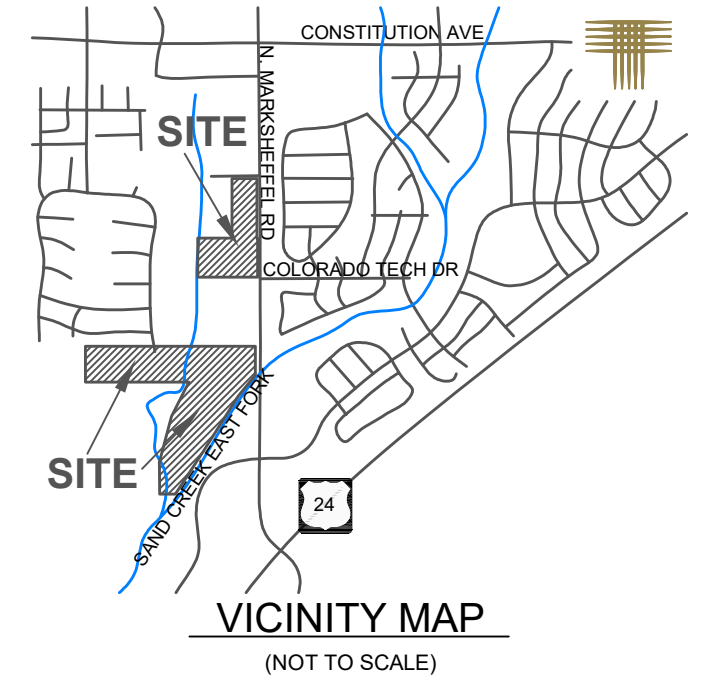 CONSTITUTION AVE
N. MARKSHEFFEL RD
SITE
COLORADO TECH DR
SAND CREEK EAST FORK
SITE
24
VICINITY MAP
(NOT TO SCALE)